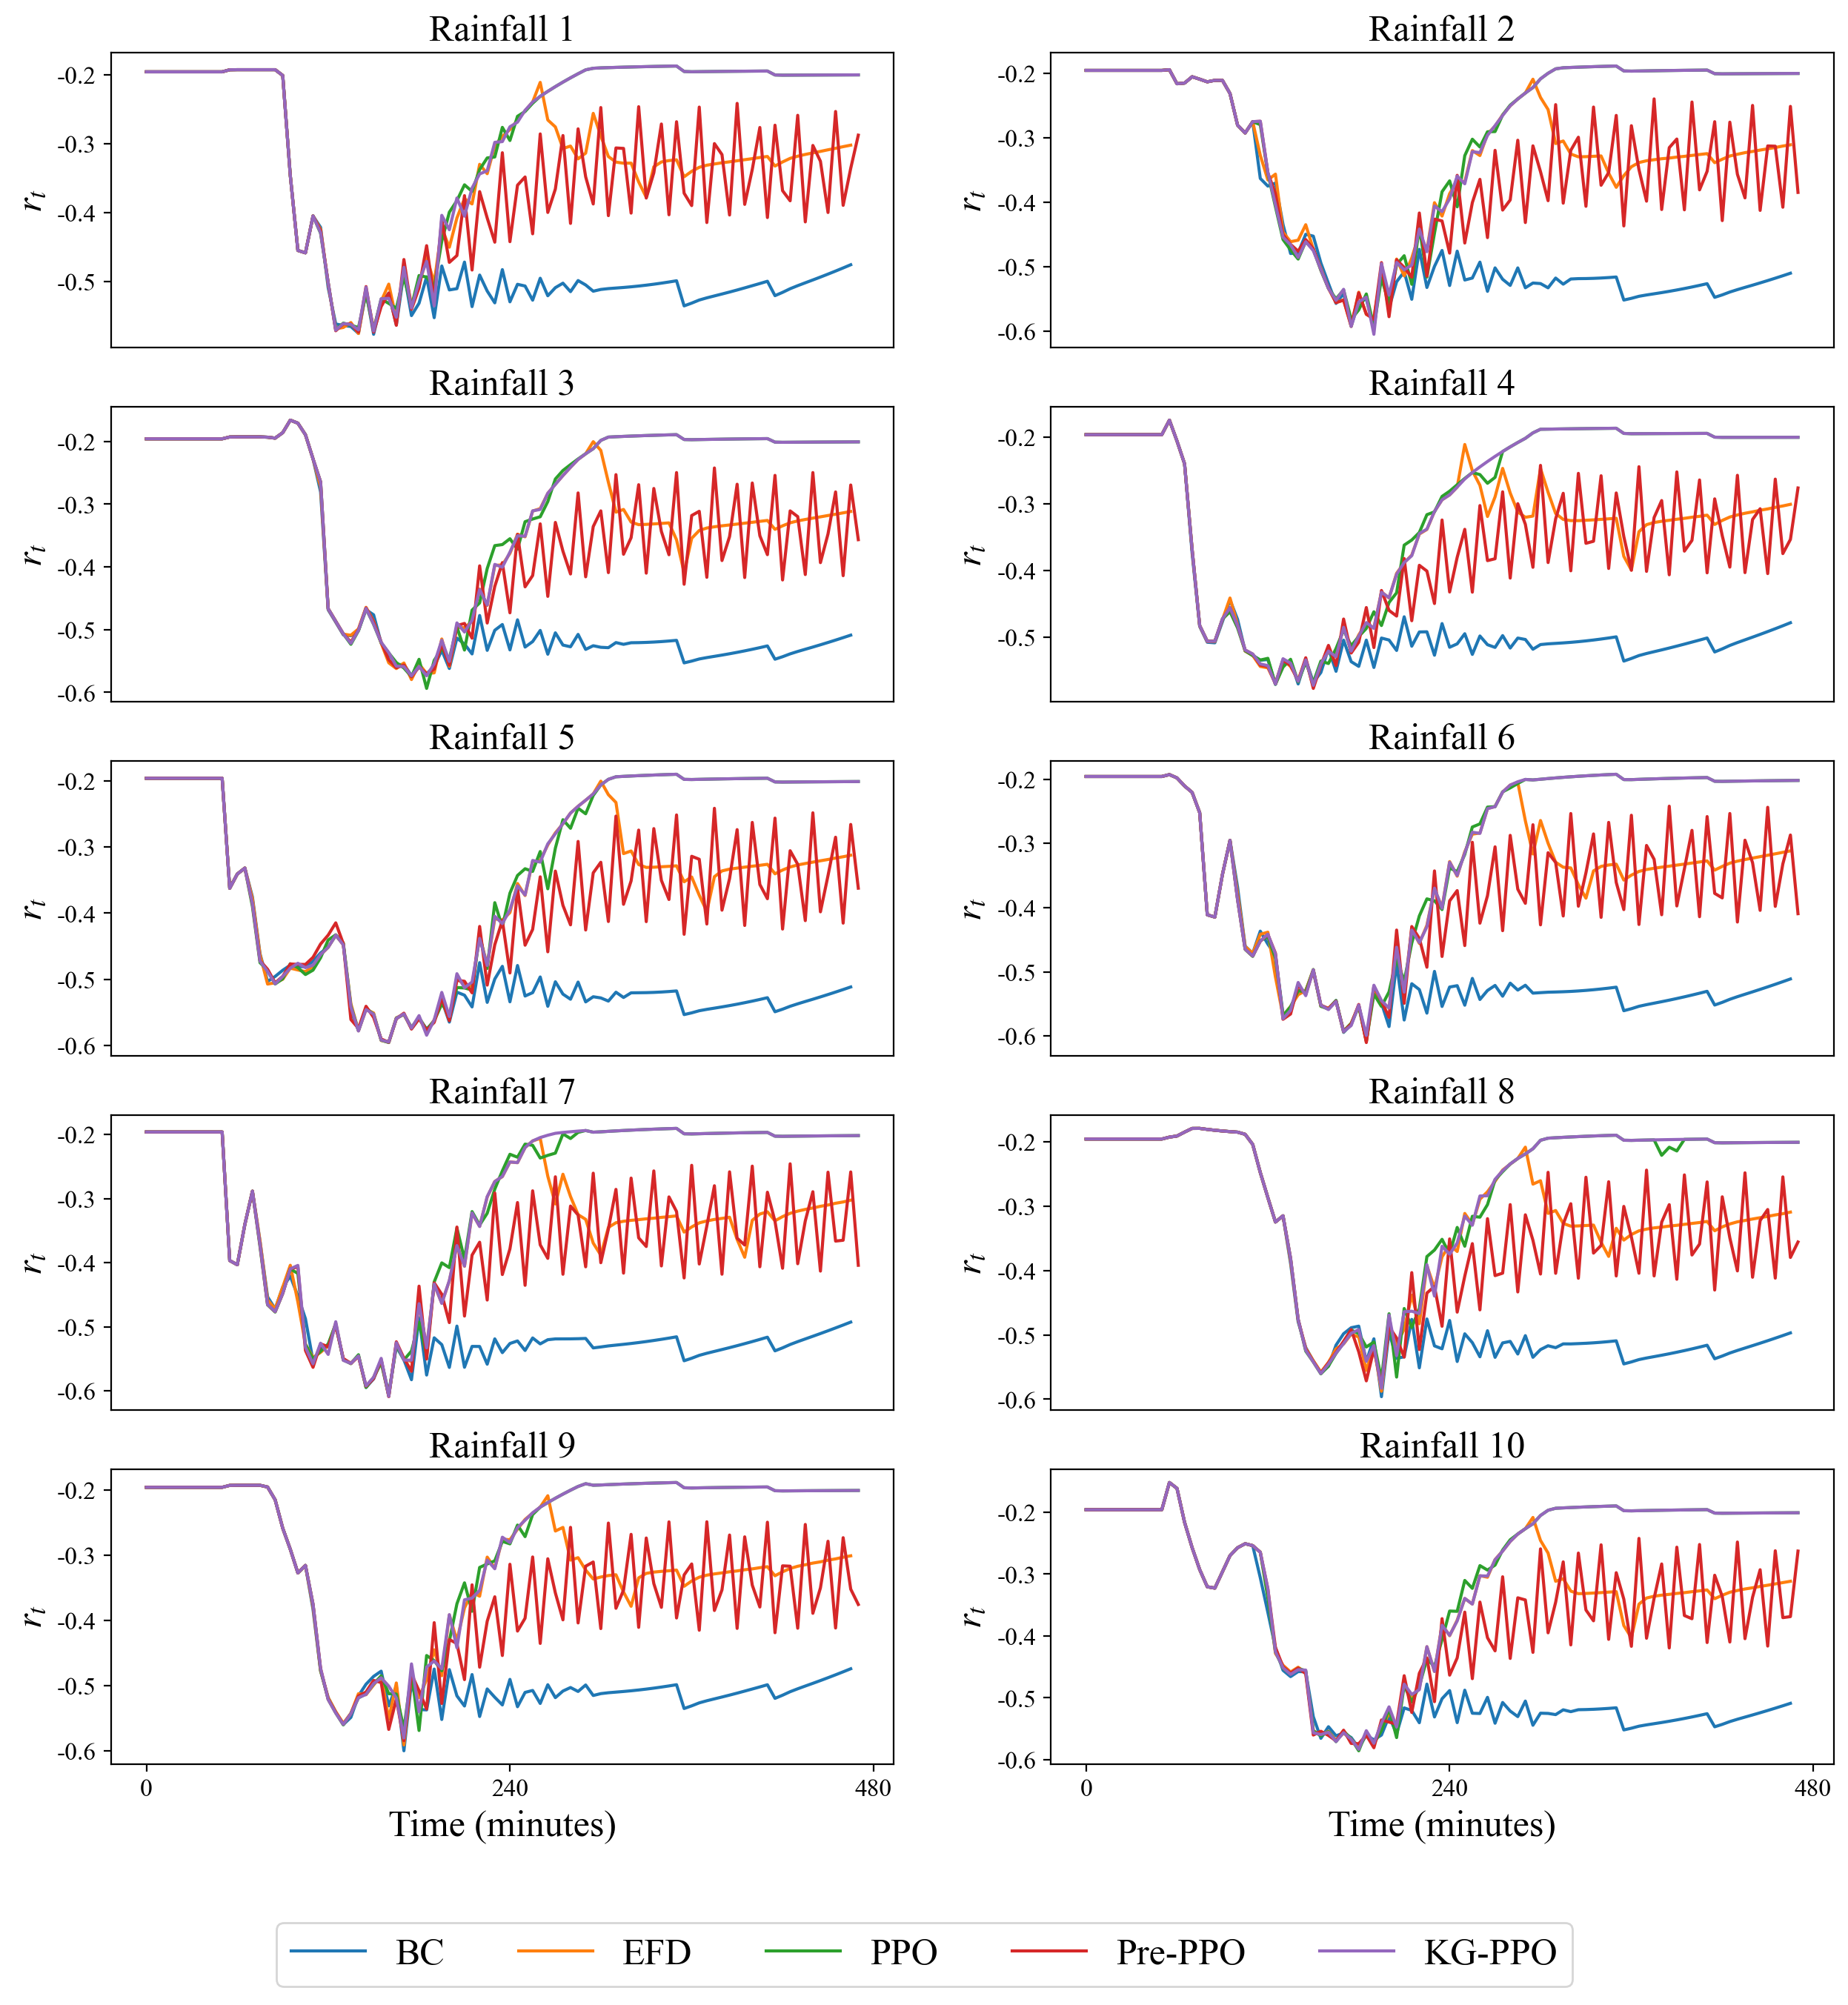 Rainfall 1
-0.2
-0.3
-0.4
-0.5
r_t
Rainfall 2
-0.2
-0.3
-0.4
-0.5
-0.6
r_t
Rainfall 3
-0.2
-0.3
-0.4
-0.5
-0.6
r_t
Rainfall 4
-0.2
-0.3
-0.4
-0.5
r_t
Rainfall 5
-0.2
-0.3
-0.4
-0.5
-0.6
r_t
Rainfall 6
-0.2
-0.3
-0.4
-0.5
-0.6
r_t
Rainfall 7
-0.2
-0.3
-0.4
-0.5
-0.6
r_t
Rainfall 8
-0.2
-0.3
-0.4
-0.5
-0.6
r_t
Rainfall 9
-0.2
-0.3
-0.4
-0.5
-0.6
r_t
0 240 480
Time (minutes)
Rainfall 10
-0.2
-0.3
-0.4
-0.5
-0.6
r_t
0 240 480
Time (minutes)
BC EFD PPO Pre-PPO KG-PPO